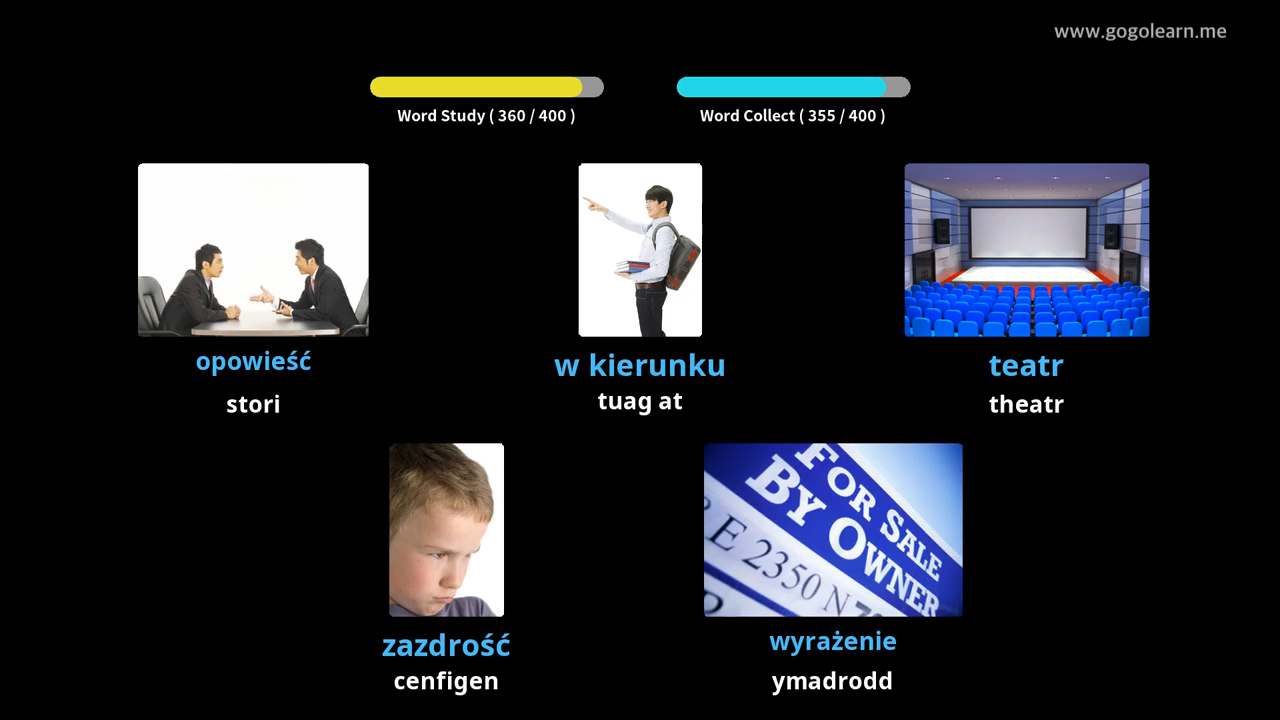 www.gogolearn.me
Word Study ( 360 / 400 )
Word Collect ( 355 / 400 )
opowieść
stori
w kierunku
tuag at
teatr
theatr
FOR SALE
BY OWNER
E 2350 N
zazdrość
cenfigen
wyrażenie
ymadrodd